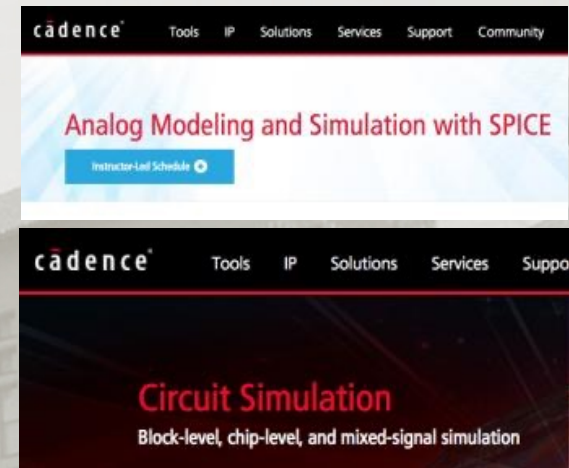 cādence®
Tools IP Solutions Services Support Community
Analog Modeling and Simulation with SPICE
Instructor-Led Schedule
cādence®
Tools IP Solutions Services Suppo
Circuit Simulation
Block-level, chip-level, and mixed-signal simulation